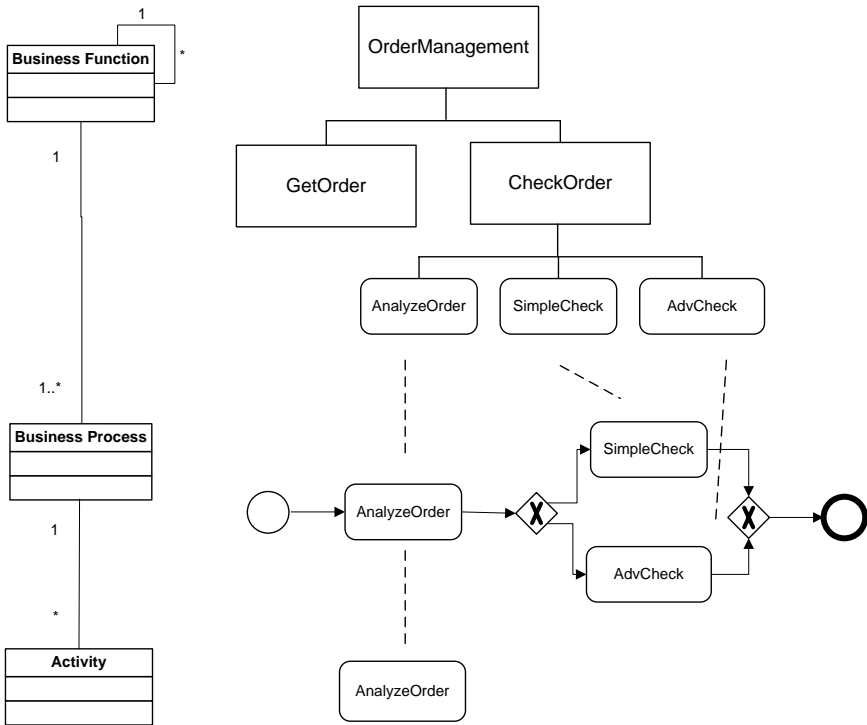 1
*
Business Function
1
1..*
Business Process
1
*
Activity
OrderManagement
GetOrder
CheckOrder
AnalyzeOrder
SimpleCheck
AdvCheck
SimpleCheck
AnalyzeOrder
X
X
AdvCheck
AnalyzeOrder